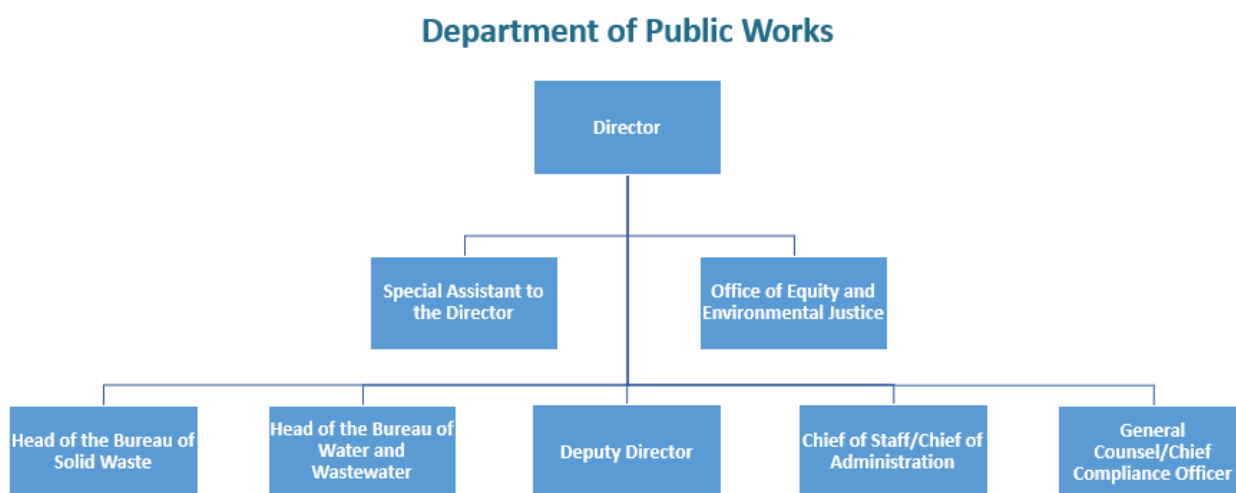 Department of Public Works
Director
Special Assistant to
the Director
Office of Equity and
Environmental Justice
Head of the Bureau of
Solid Waste
Head of the Bureau of
Water and
Wastewater
Deputy Director
Chief of Staff/Chief of
Administration
General
Counsel/Chief
Compliance Officer